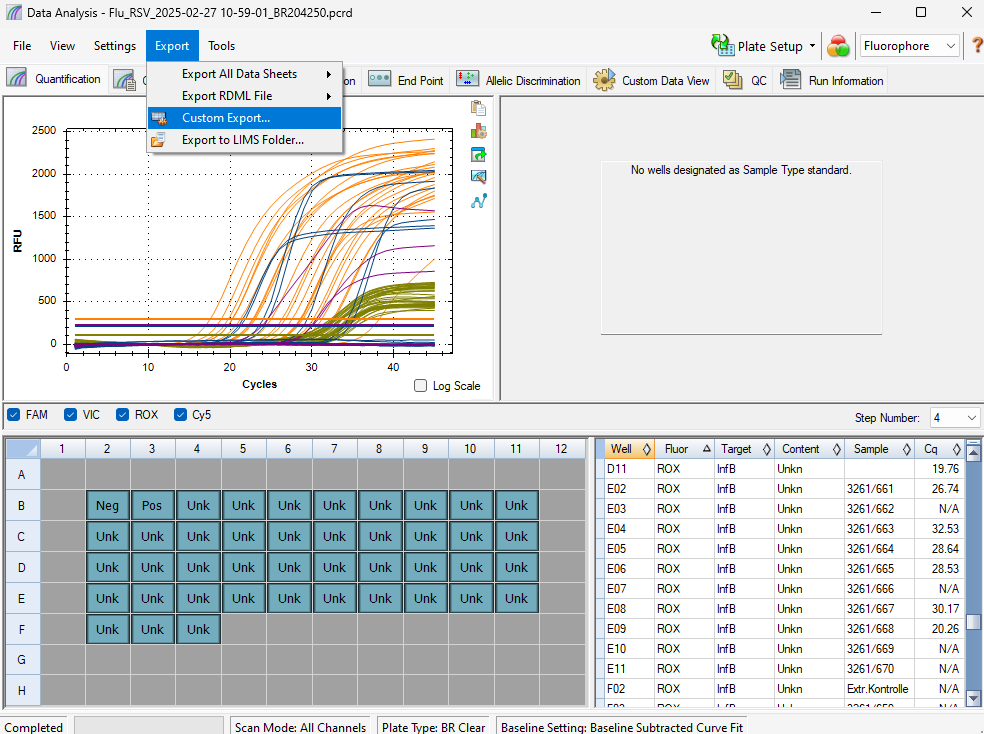 Data Analysis - Flu_RSV_2025-02-27 10-59-01_BR204250.pcrd
File View Settings Export Tools
Plate Setup Fluorophore ?
Quantification End Point Allelic Discrimination Custom Data View QC Run Information
Export All Data Sheets
Export RDML File
Custom Export...
Export to LIMS Folder...
No wells designated as Sample Type standard.
2500
2000
1500
1000
500
0
RFU
0 10 20 30 40
Cycles
Log Scale
FAM VIC ROX Cy5
Step Number: 4
1 2 3 4 5 6 7 8 9 10 11 12
A
B Neg Pos Unk Unk Unk Unk Unk Unk Unk Unk
C Unk Unk Unk Unk Unk Unk Unk Unk Unk Unk
D Unk Unk Unk Unk Unk Unk Unk Unk Unk Unk
E Unk Unk Unk Unk Unk Unk Unk Unk Unk Unk
F Unk Unk Unk
G
H
Well Fluor Target Content Sample Cq
D11 ROX InfB Unkn 19.76
E02 ROX InfB Unkn 3261/661 26.74
E03 ROX InfB Unkn 3261/662 N/A
E04 ROX InfB Unkn 3261/663 32.53
E05 ROX InfB Unkn 3261/664 28.64
E06 ROX InfB Unkn 3261/665 28.53
E07 ROX InfB Unkn 3261/666 N/A
E08 ROX InfB Unkn 3261/667 30.17
E09 ROX InfB Unkn 3261/668 20.26
E10 ROX InfB Unkn 3261/669 N/A
E11 ROX InfB Unkn 3261/670 N/A
F02 ROX InfB Unkn Extr.Kontrolle N/A
Completed
Scan Mode: All Channels
Plate Type: BR Clear
Baseline Setting: Baseline Subtracted Curve Fit